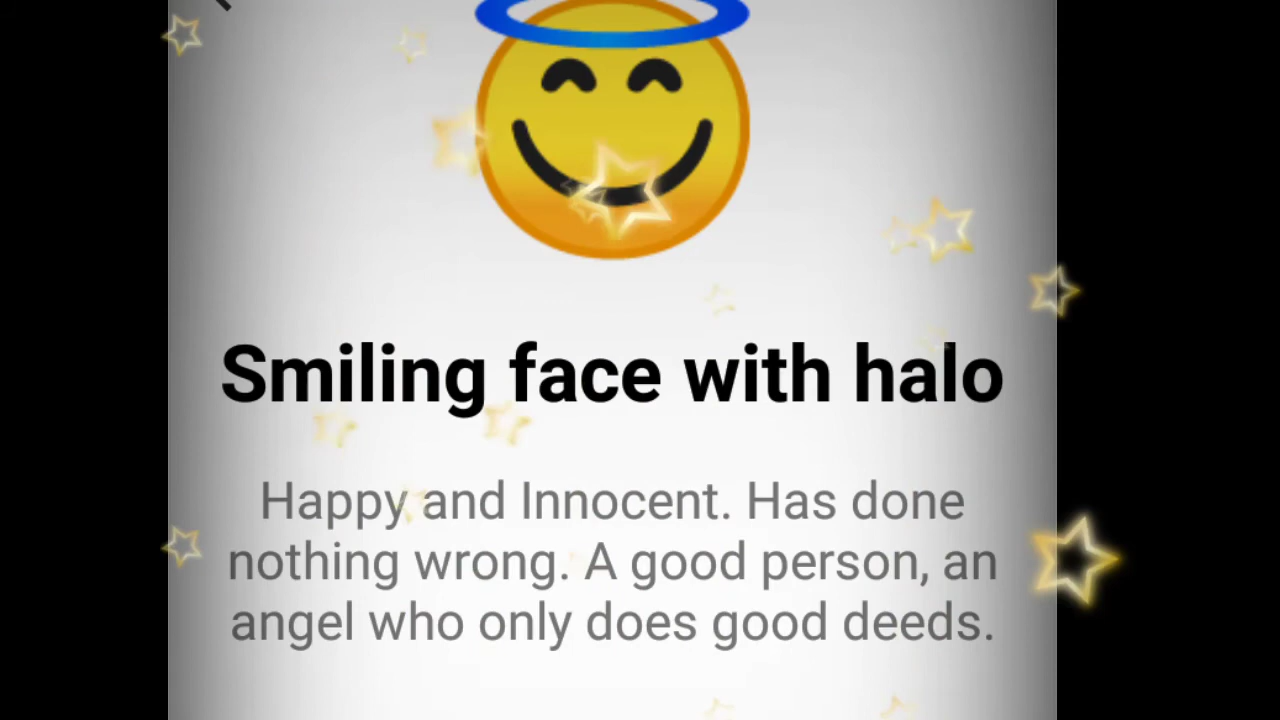 Smiling face with halo
Happy and Innocent. Has done
nothing wrong. A good person, an
angel who only does good deeds.